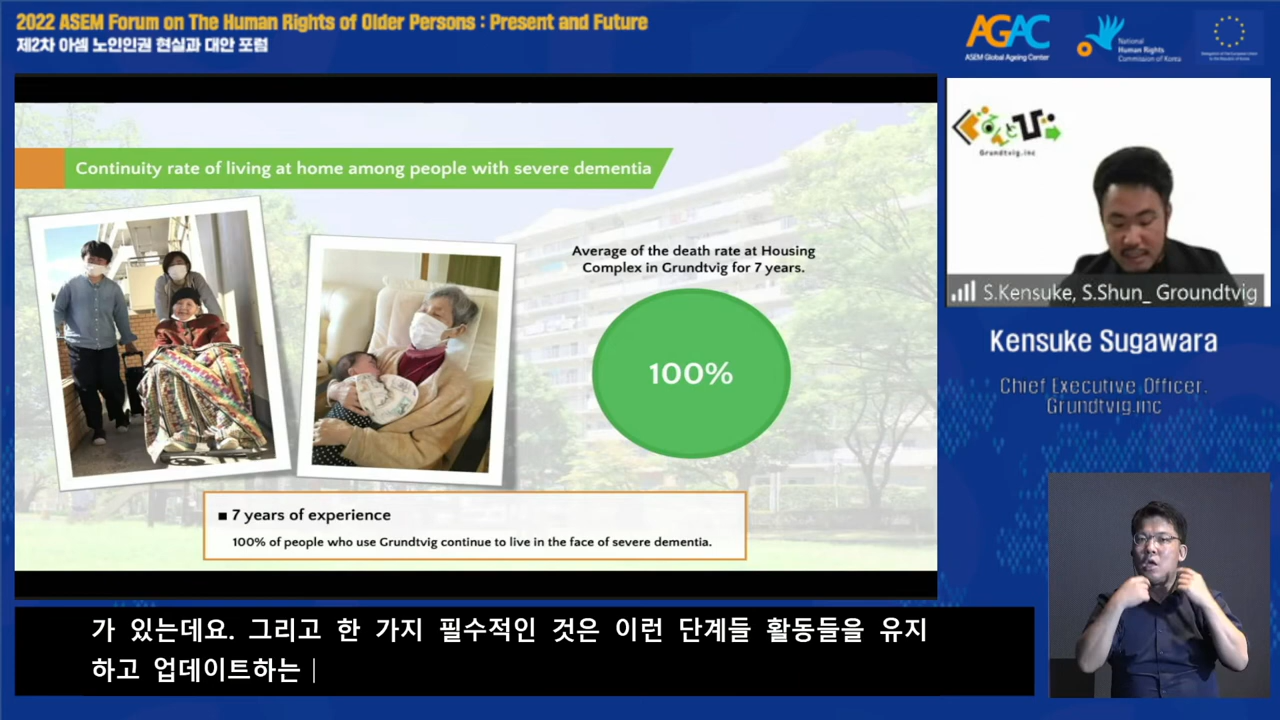 2022 ASEM Forum on The Human Rights of Older Persons : Present and Future
제2차 아셈 노인인권 현실과 대안 포럼
AGAC
ASEM Global Ageing Center
National
Human Rights
Commission of Korea
Continuity rate of living at home among people with severe dementia
Average of the death rate at Housing
Complex in Grundtvig for 7 years.
100%
■ 7 years of experience
100% of people who use Grundtvig continue to live in the face of severe dementia.
ぐるんとびー
Grundtvig.inc
S.Kensuke, S.Shun_ Groundtvig
Kensuke Sugawara
Chief Executive Officer.
Grundtvig.inc
가 있는데요. 그리고 한 가지 필수적인 것은 이런 단계들 활동들을 유지
하고 업데이트하는